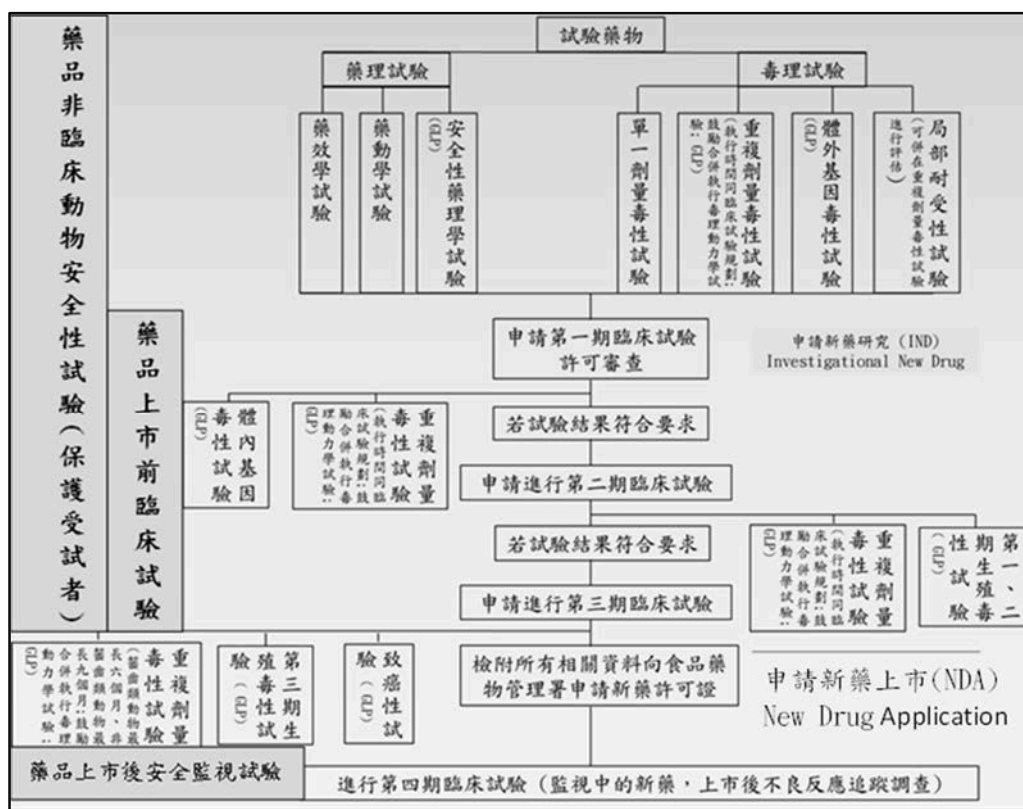 藥品非臨床動物安全性試驗(保護受試者)
試驗藥物
藥理試驗
毒理試驗
藥效學試驗
藥動學試驗
安全性藥理學試驗
(GLP)
單一劑量毒性試驗
重複劑量毒性試驗
(執行時間同臨床試驗規劃;
鼓勵合併執行毒理動力學試
驗; GLP)
體外基因毒性試驗
(GLP)
局部耐受性試驗
(可併在重複劑量毒性試驗
進行評估)
藥品上市前臨床試驗
申請第一期臨床試驗
許可審查
申請新藥研究 (IND)
Investigational New Drug
體內基因
毒性試驗
(GLP)
重複劑量
毒性試驗
(執行時間同臨
床試驗規劃;鼓
勵合併執行毒
理動力學試驗;
GLP)
若試驗結果符合要求
申請進行第二期臨床試驗
若試驗結果符合要求
重複劑量
毒性試驗
(執行時間同臨
床試驗規劃;鼓
勵合併執行毒
理動力學試驗;
GLP)
第一、二
期生殖毒
性試驗
(GLP)
申請進行第三期臨床試驗
重複劑量
毒性試驗
(齧齒類動物最
長六個月、非
齧齒類動物最
長九個月;鼓勵
合併執行毒理
動力學試驗;
GLP)
第三期生
殖毒性試
驗(GLP)
致癌性試
驗(GLP)
檢附所有相關資料向食品藥
物管理署申請新藥許可證
申請新藥上市(NDA)
New Drug Application
藥品上市後安全監視試驗
進行第四期臨床試驗(監視中的新藥,上市後不良反應追蹤調查)